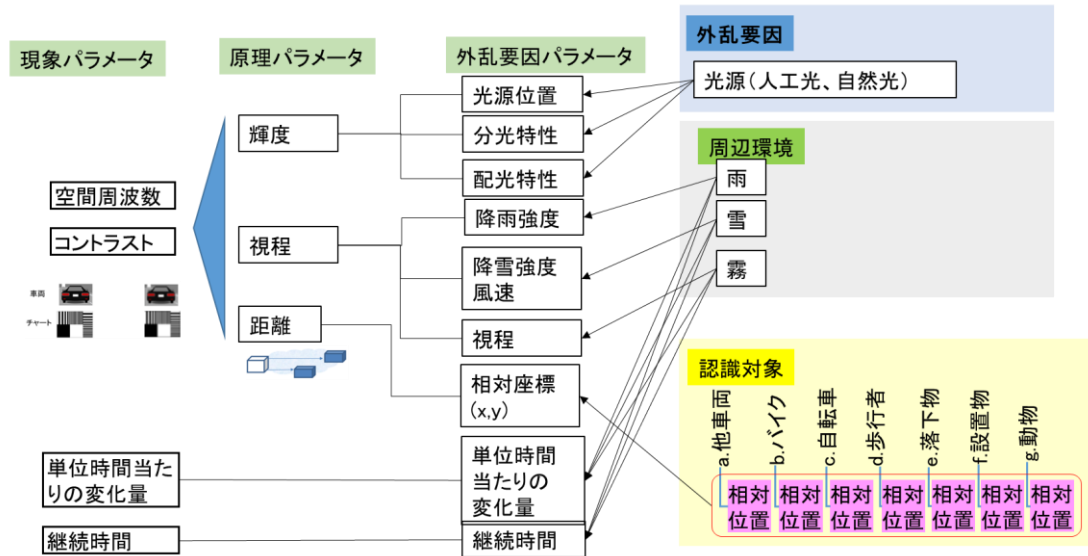 現象パラメータ
空間周波数
コントラスト
車両
チャート
単位時間当た
りの変化量
継続時間
原理パラメータ
輝度
視程
距離
外乱要因パラメータ
光源位置
分光特性
配光特性
降雨強度
降雪強度
風速
視程
相対座標
(x,y)
単位時間
当たりの
変化量
継続時間
外乱要因
光源(人工光、自然光)
周辺環境
雨
雪
霧
認識対象
a.他車両
b.バイク
c.自転車
d.歩行者
e.落下物
f.設置物
g.動物
相対
位置
相対
位置
相対
位置
相対
位置
相対
位置
相対
位置
相対
位置